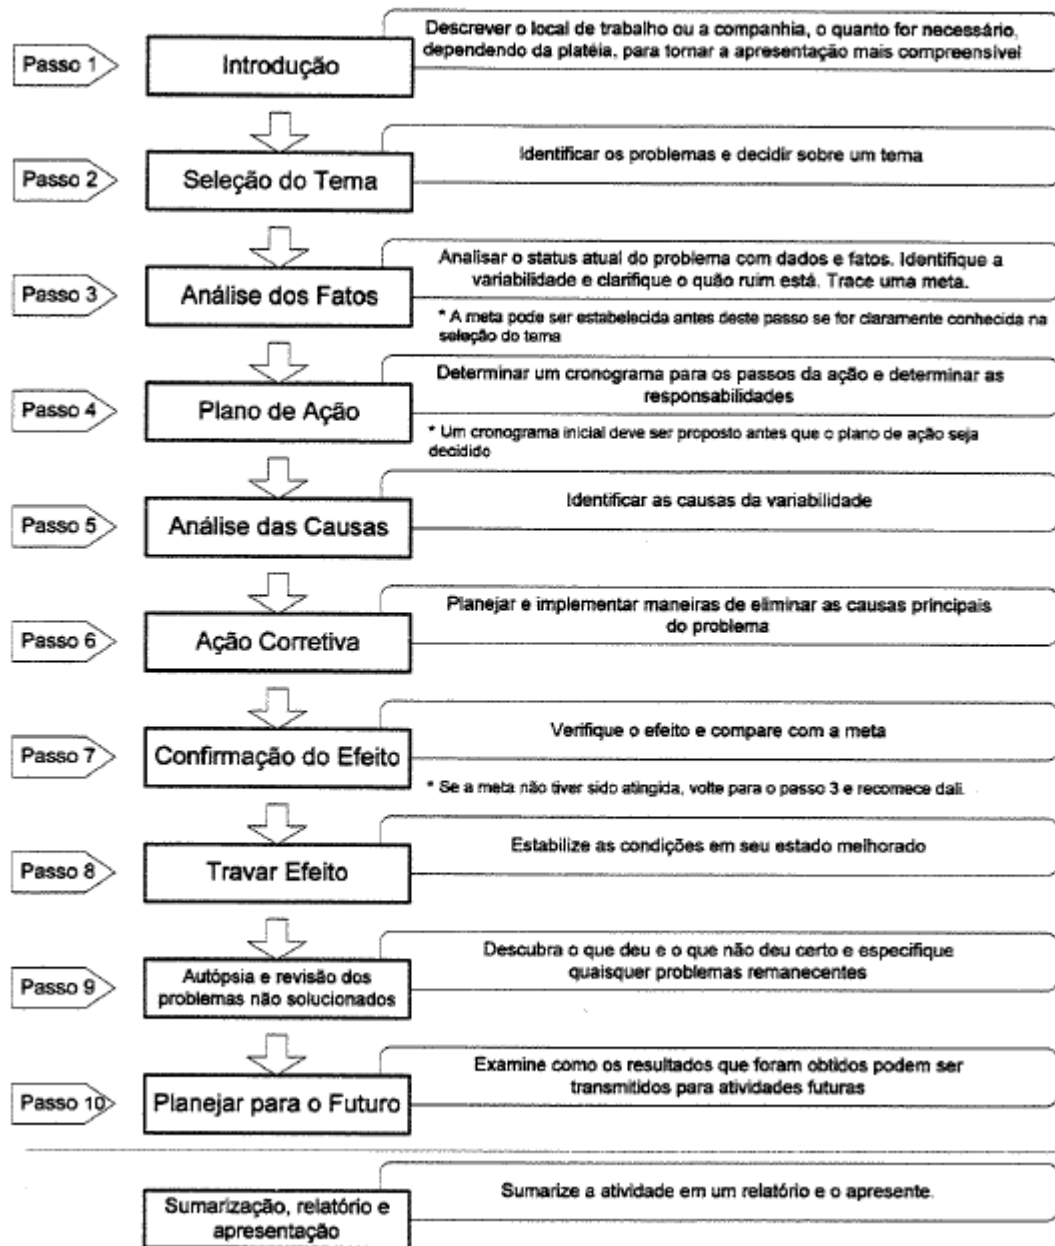 Passo 1
Introdução
Descrever o local de trabalho ou a companhia, o quanto for necessário,
dependendo da platéia, para tornar a apresentação mais compreensível
Passo 2
Seleção do Tema
Identificar os problemas e decidir sobre um tema
Passo 3
Análise dos Fatos
Analisar o status atual do problema com dados e fatos. Identifique a
variabilidade e clarifique o quão ruim está. Trace uma meta.
* A meta pode ser estabelecida antes deste passo se for claramente conhecida na
seleção do tema
Passo 4
Plano de Ação
Determinar um cronograma para os passos da ação e determinar as
responsabilidades
* Um cronograma inicial deve ser proposto antes que o plano de ação seja
decidido
Passo 5
Análise das Causas
Identificar as causas da variabilidade
Passo 6
Ação Corretiva
Planejar e implementar maneiras de eliminar as causas principais
do problema
Passo 7
Confirmação do Efeito
Verifique o efeito e compare com a meta
* Se a meta não tiver sido atingida, volte para o passo 3 e recomece dali.
Passo 8
Travar Efeito
Estabilize as condições em seu estado melhorado
Passo 9
Autópsia e revisão dos
problemas não solucionados
Descubra o que deu e o que não deu certo e especifique
quaisquer problemas remanecentes
Passo 10
Planejar para o Futuro
Examine como os resultados que foram obtidos podem ser
transmitidos para atividades futuras
Sumarização, relatório e
apresentação
Sumarize a atividade em um relatório e o apresente.